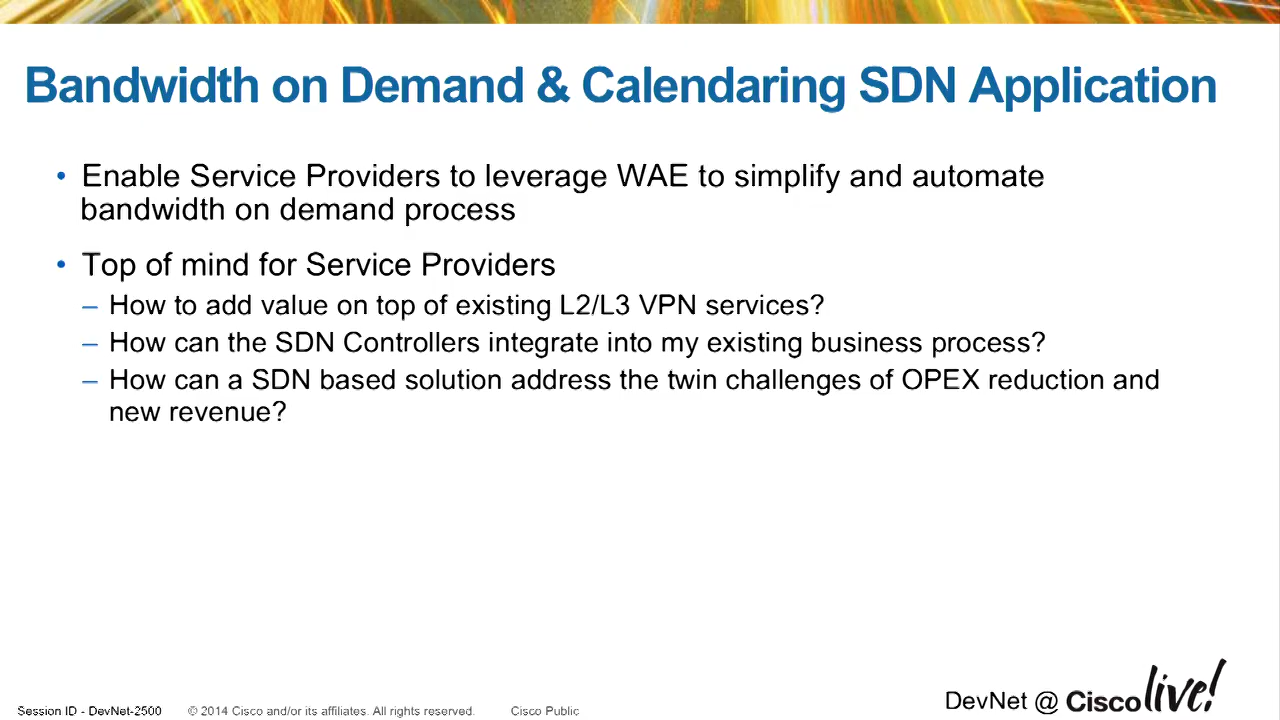 Bandwidth on Demand & Calendaring SDN Application
• Enable Service Providers to leverage WAE to simplify and automate
bandwidth on demand process
• Top of mind for Service Providers
– How to add value on top of existing L2/L3 VPN services?
– How can the SDN Controllers integrate into my existing business process?
– How can a SDN based solution address the twin challenges of OPEX reduction and
new revenue?
Session ID - DevNet-2500 © 2014 Cisco and/or its affiliates. All rights reserved. Cisco Public
DevNet @ Cisco live!